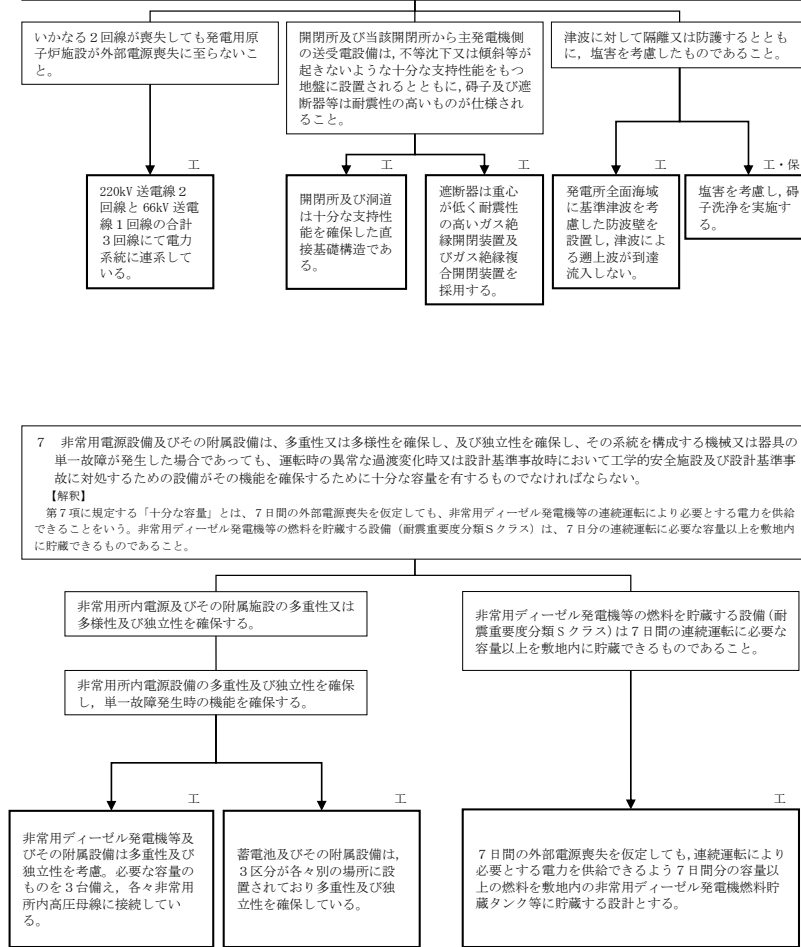 いかなる２回線が喪失しても発電用原
子炉施設が外部電源喪失に至らないこ
と。
開閉所及び当該開閉所から主発電機側
の送受電設備は，不等沈下又は傾斜等が
起きないような十分な支持性能をもつ
地盤に設置されるとともに，碍子及び遮
断器等は耐震性の高いものが仕様され
ること。
津波に対して隔離又は防護するととも
に，塩害を考慮したものであること。
工
220kV 送電線２
回線と 66kV 送電
線１回線の合計
３回線にて電力
系統に連系して
いる。
工
開閉所及び洞道
は十分な支持性
能を確保した直
接基礎構造であ
る。
工
遮断器は重心
が低く耐震性
の高いガス絶
縁開閉装置及
びガス絶縁複
合開閉装置を
採用する。
工
発電所全面海域
に基準津波を考
慮した防波壁を
設置し，津波によ
る遡上波が到達
流入しない。
工・保
塩害を考慮し，碍
子洗浄を実施す
る。
７　非常用電源設備及びその附属設備は、多重性又は多様性を確保し、及び独立性を確保し、その系統を構成する機械又は器具の
単一故障が発生した場合であっても、運転時の異常な過渡変化時又は設計基準事故時において工学的安全施設及び設計基準事
故に対処するための設備がその機能を確保するために十分な容量を有するものでなければならない。
【解釈】
第７項に規定する「十分な容量」とは、７日間の外部電源喪失を仮定しても、非常用ディーゼル発電機等の連続運転により必要とする電力を供給
できることをいう。非常用ディーゼル発電機等の燃料を貯蔵する設備（耐震重要度分類Ｓクラス）は、７日分の連続運転に必要な容量以上を敷地内
に貯蔵できるものであること。
非常用所内電源及びその附属施設の多重性又は
多様性及び独立性を確保する。
非常用ディーゼル発電機等の燃料を貯蔵する設備（耐
震重要度分類Ｓクラス）は７日間の連続運転に必要な
容量以上を敷地内に貯蔵できるものであること。
非常用所内電源設備の多重性及び独立性を確保
し，単一故障発生時の機能を確保する。
工
非常用ディーゼル発電機等及
びその附属設備は多重性及び
独立性を考慮。必要な容量の
ものを３台備え，各々非常用
所内高圧母線に接続してい
る。
工
蓄電池及びその附属設備は，
３区分が各々別の場所に設
置されており多重性及び独
立性を確保している。
工
７日間の外部電源喪失を仮定しても，連続運転により
必要とする電力を供給できるよう７日間分の容量以
上の燃料を敷地内の非常用ディーゼル発電機燃料貯
蔵タンク等に貯蔵する設計とする。